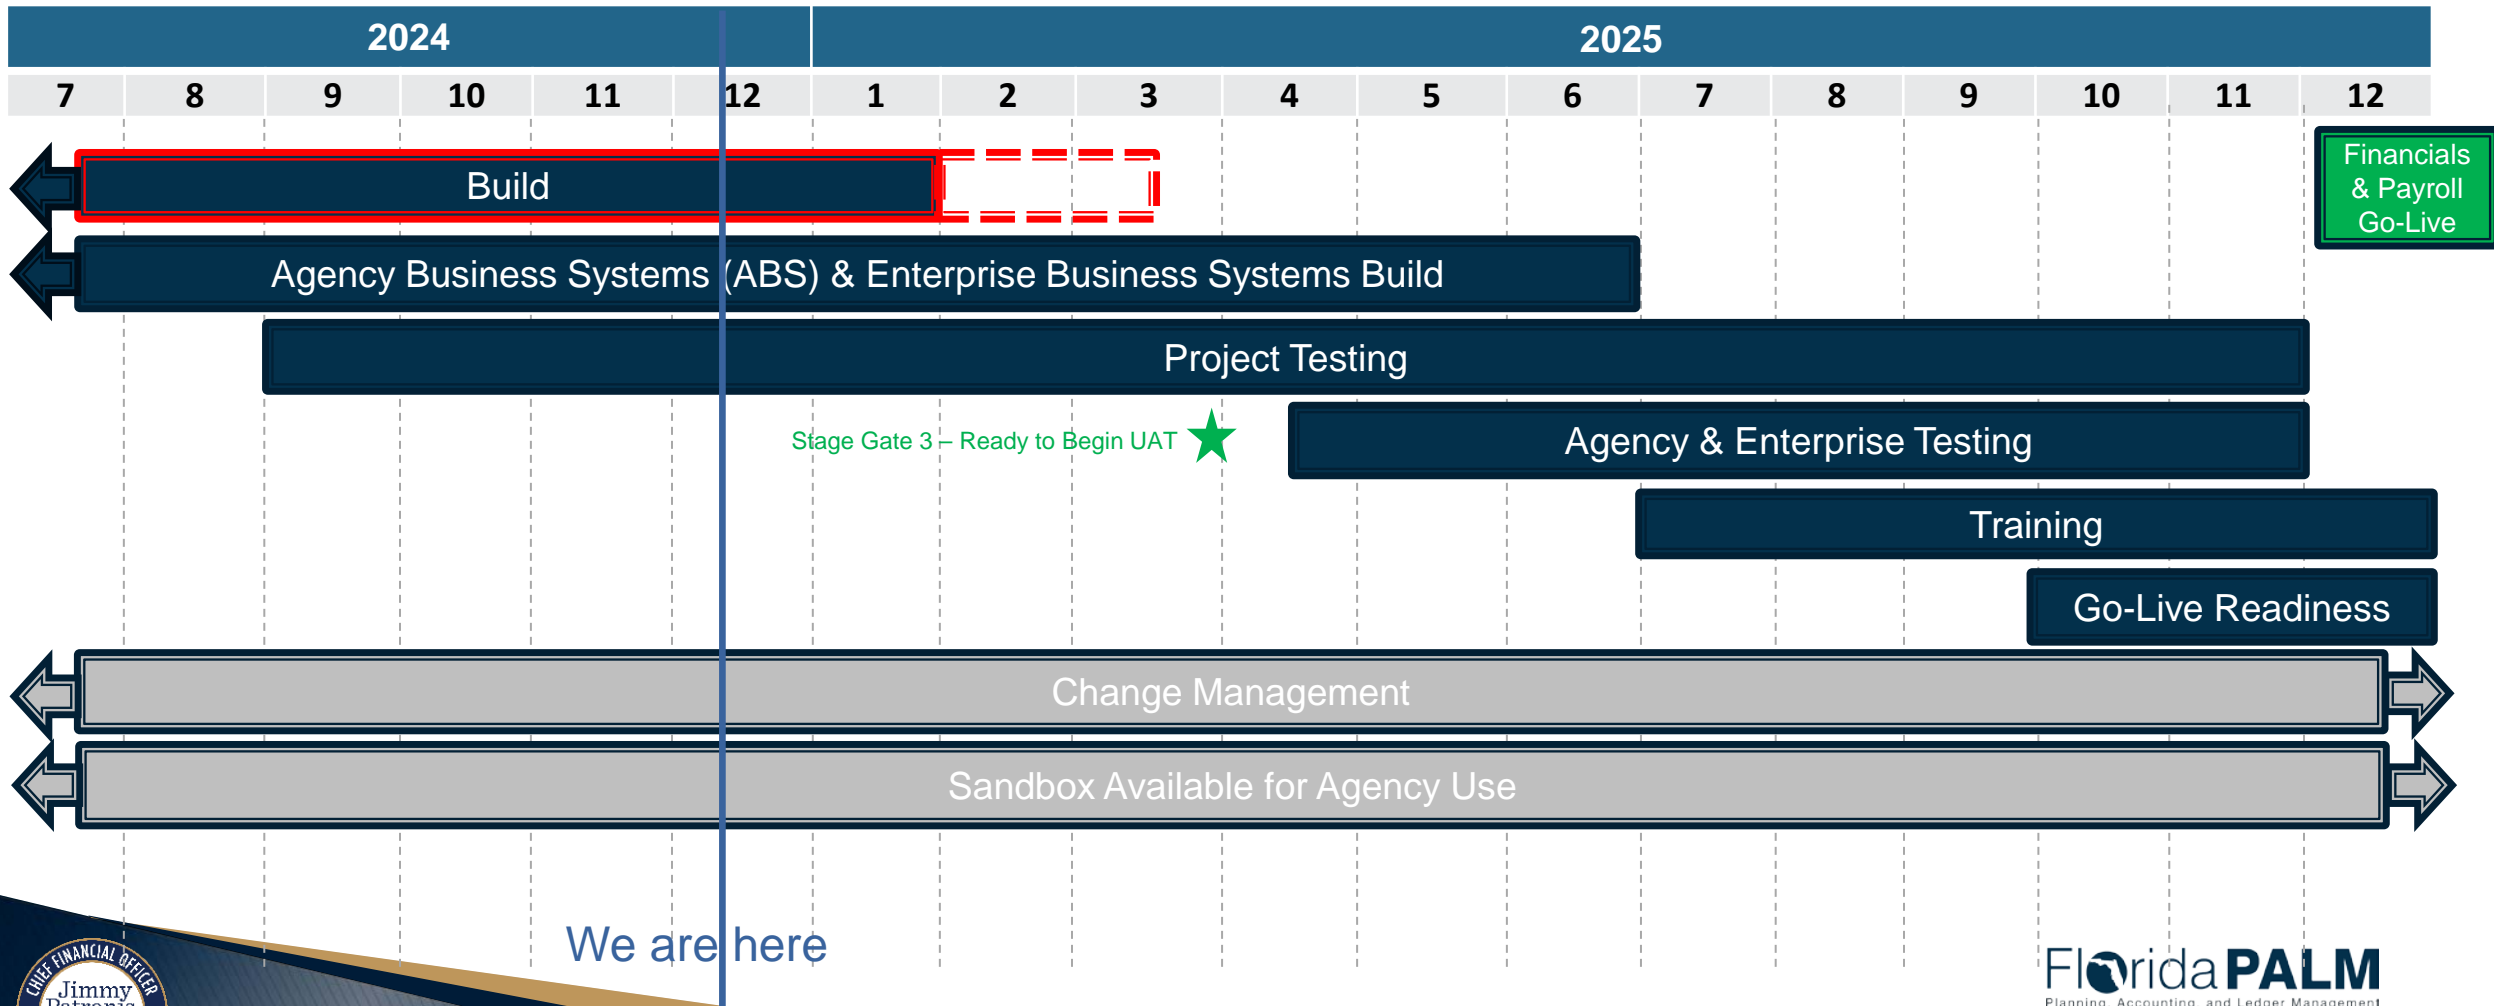 2024 2025
7 8 9 10 11 12 1 2 3 4 5 6 7 8 9 10 11 12
Financials
& Payroll
Go-Live
Build
Agency Business Systems (ABS) & Enterprise Business Systems Build
Project Testing
Stage Gate 3 – Ready to Begin UAT
Agency & Enterprise Testing
Training
Go-Live Readiness
Change Management
Sandbox Available for Agency Use
We are here
CHIEF FINANCIAL OFFICER
Jimmy
Patronis
Florida PALM
Planning, Accounting, and Ledger Management